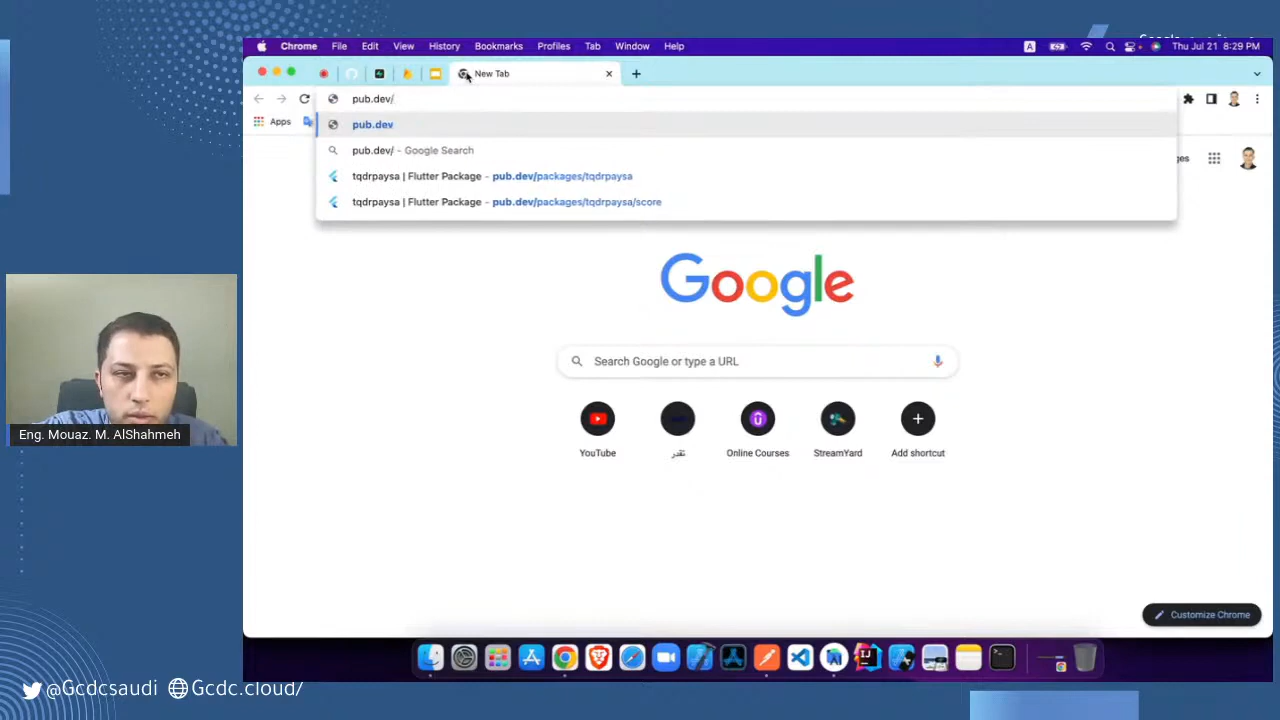 Chrome File Edit View History Bookmarks Profiles Tab Window Help
A
Thu Jul 21 8:29 PM
New Tab
pub.dev/
Apps
pub.dev
pub.dev/ - Google Search
tqdrpaysa | Flutter Package - pub.dev/packages/tqdrpaysa
tqdrpaysa | Flutter Package - pub.dev/packages/tqdrpaysa/score
ges
Google
Search Google or type a URL
YouTube
تقدر
Online Courses
StreamYard
Add shortcut
Customize Chrome
Eng. Mouaz. M. AlShahmeh
@Gcdcsaudi Gcdc.cloud/